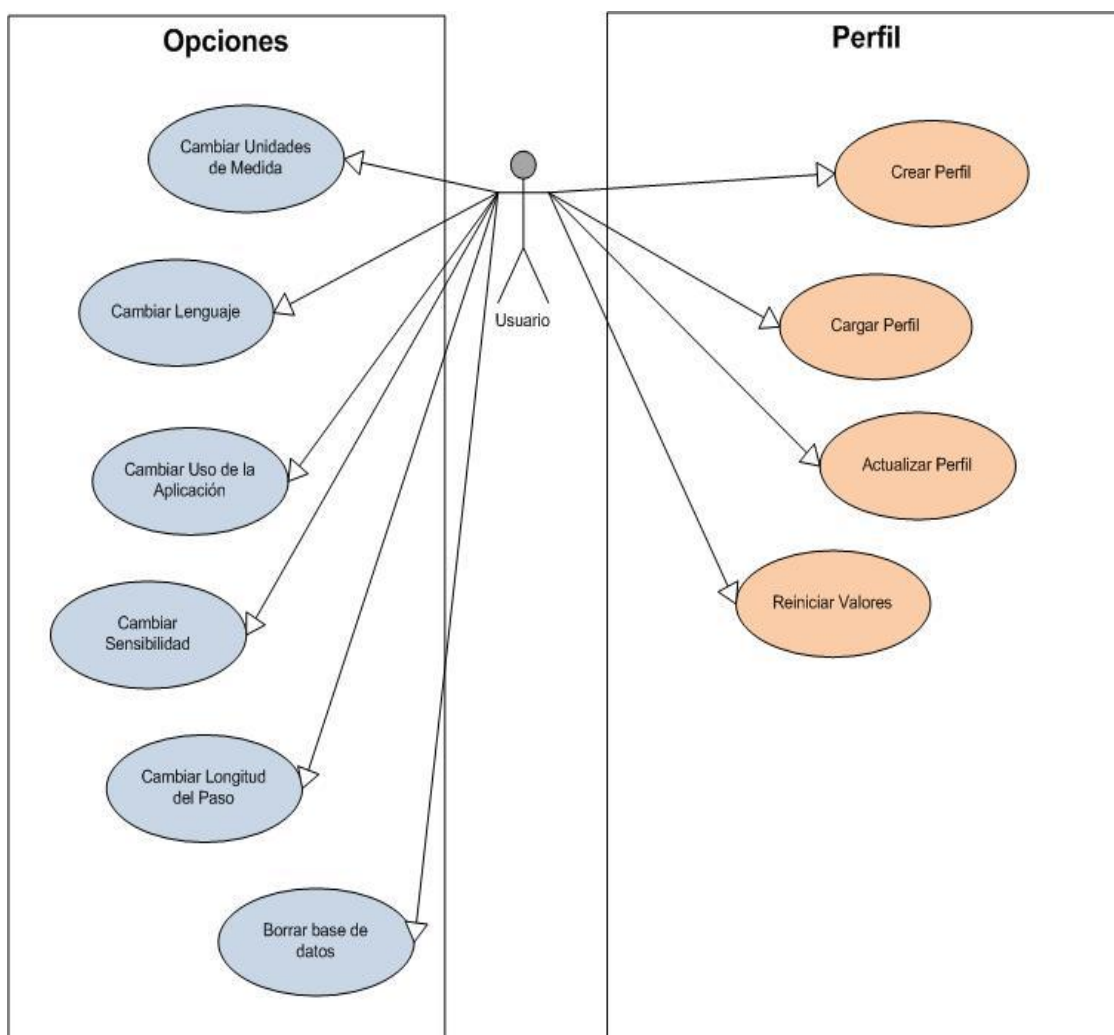 Opciones
Cambiar Unidades
de Medida
Cambiar Lenguaje
Cambiar Uso de la
Aplicación
Cambiar
Sensibilidad
Cambiar Longitud
del Paso
Borrar base de
datos
Usuario
Perfil
Crear Perfil
Cargar Perfil
Actualizar Perfil
Reiniciar Valores